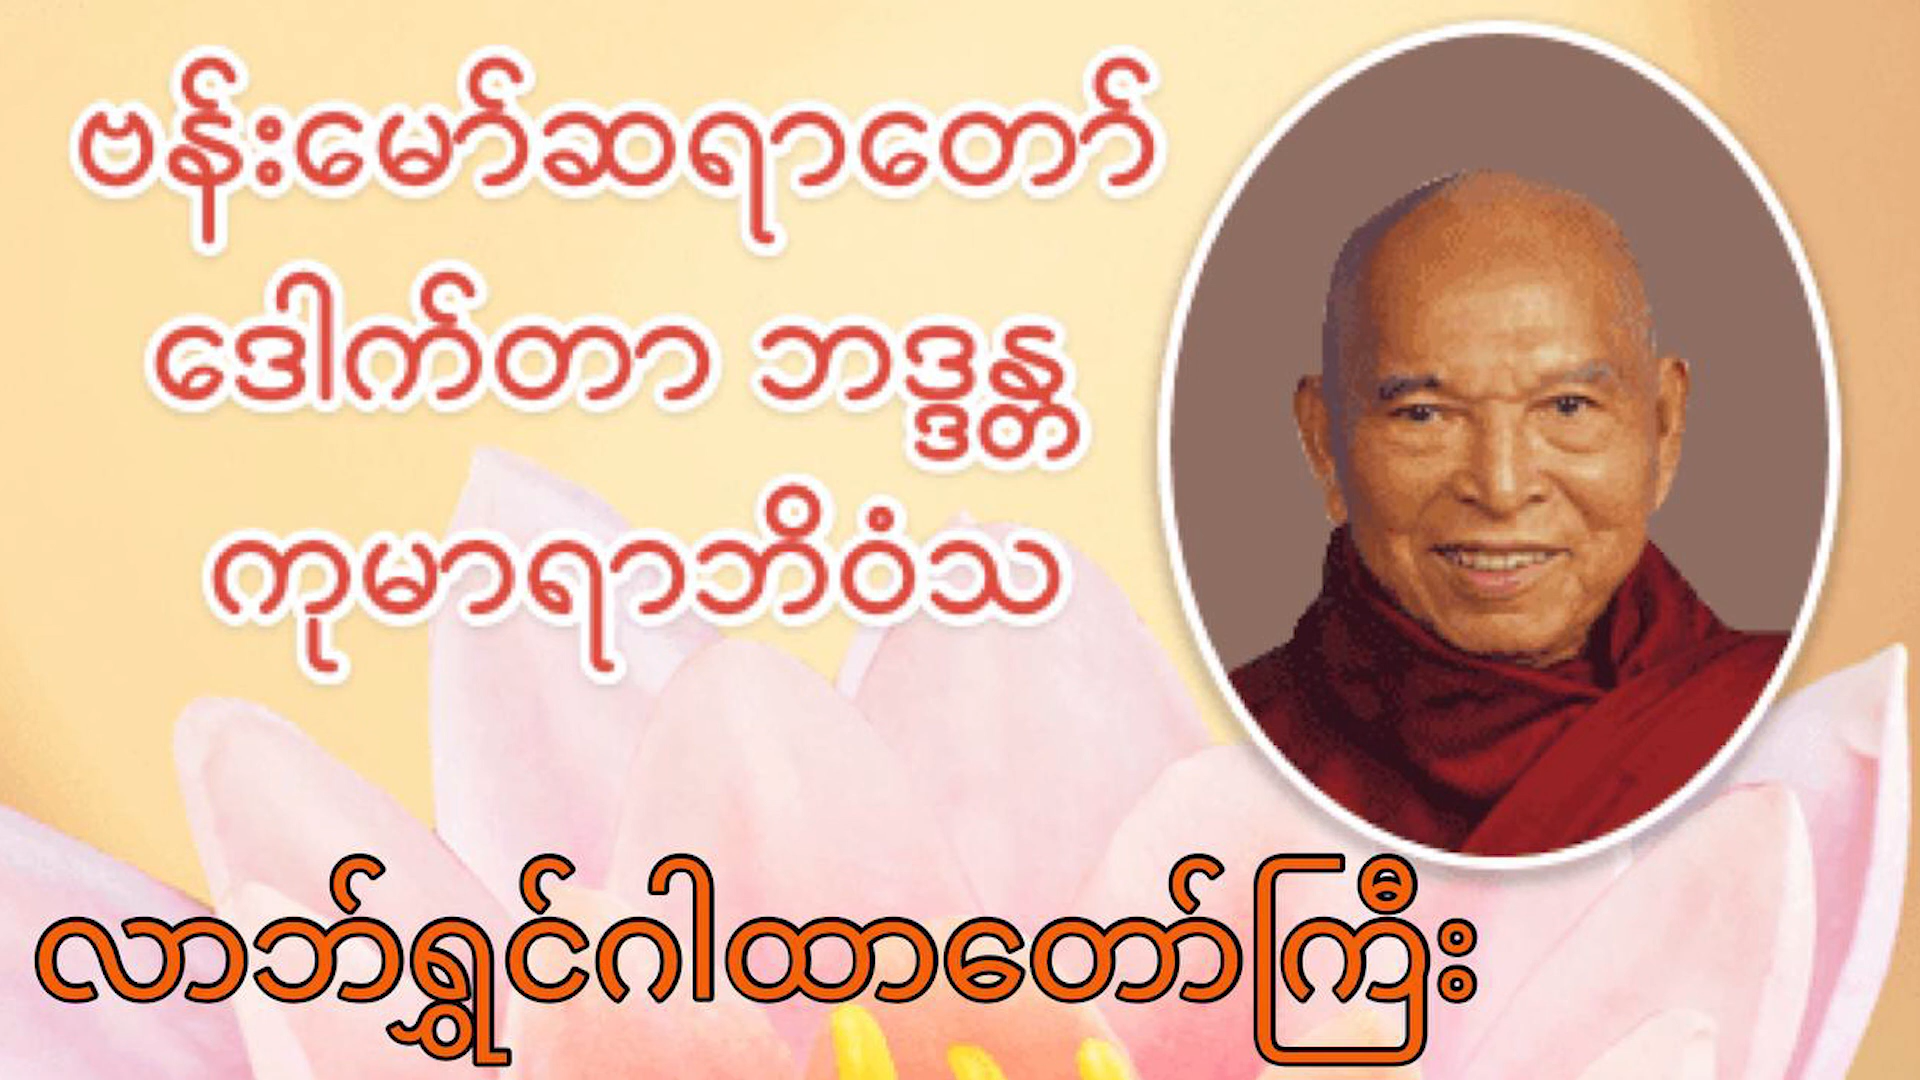 ဗန်းမော်ဆရာတော်
ဒေါက်တာ ဘဒ္ဒန္တ
ကုမာရာဘိဝံသ
လာဘ်ရွှင်ဂါထာတော်ကြီး